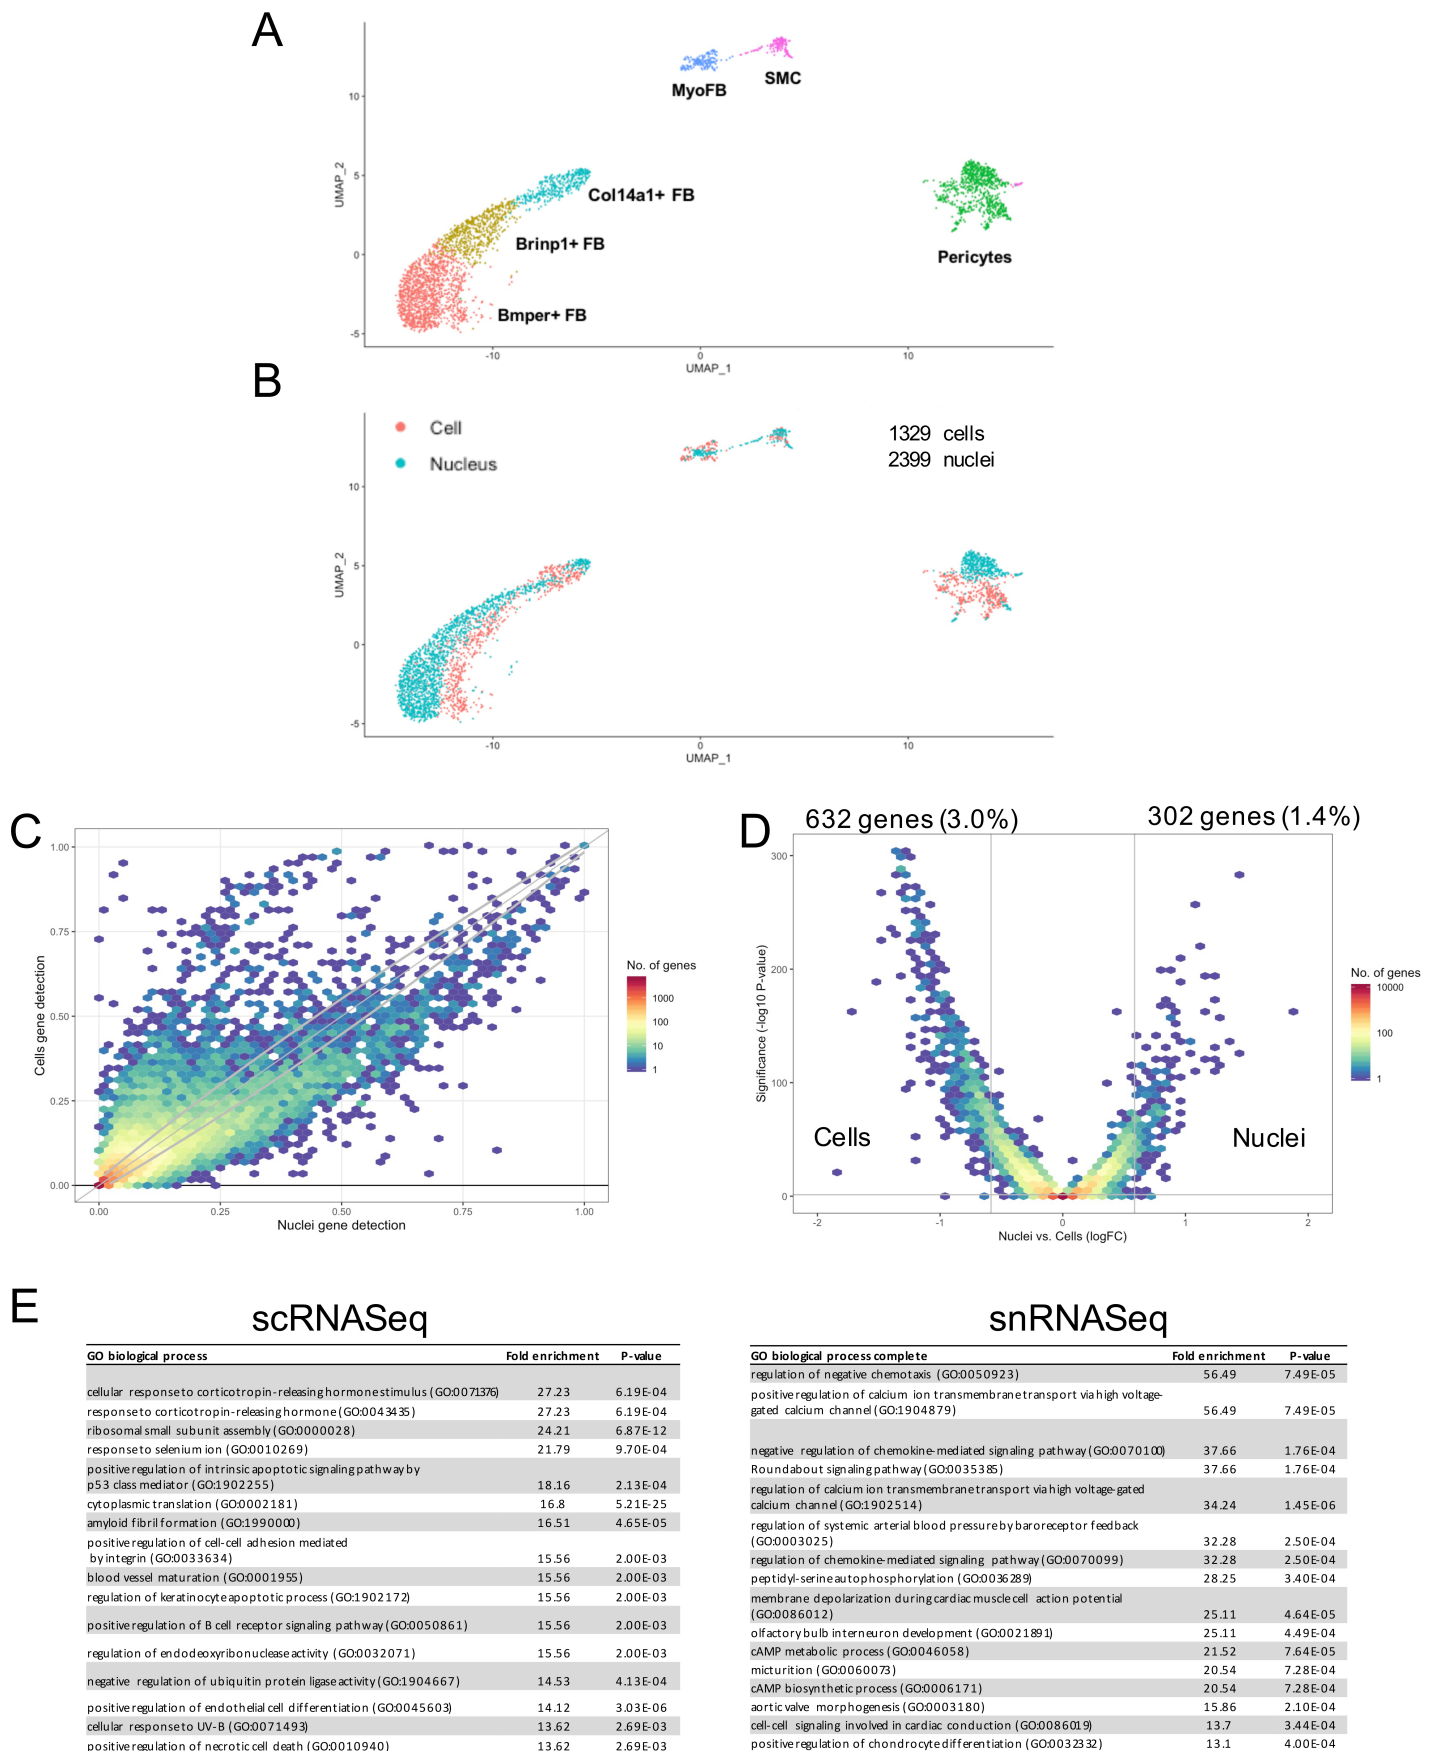 A
MyoFB
SMC
10
5
0
-5
UMAP_2
Col14a1+ FB
Brinp1+ FB
Bmper+ FB
Pericytes
-10
0
10
UMAP_1
B
Cell
Nucleus
1329 cells
2399 nuclei
10
5
0
-5
UMAP_2
-10
0
10
UMAP_1
C
1.00
0.75
0.50
0.25
0.00
Cells gene detection
0.00
0.25
0.50
0.75
1.00
Nuclei gene detection
No. of genes
1000
100
10
1
D
632 genes (3.0%)
302 genes (1.4%)
300
200
100
0
Significance (-log10 P-value)
Cells
Nuclei
-2
-1
0
1
2
Nuclei vs. Cells (logFC)
No. of genes
10000
100
1
E
scRNASeq
GO biological process Fold enrichment P-value
cellular response to corticotropin-releasing hormone stimulus (GO:0071376) 27.23 6.19E-04
response to corticotropin-releasing hormone (GO:0043435) 27.23 6.19E-04
ribosomal small subunit assembly (GO:0000028) 24.21 6.87E-12
response to selenium ion (GO:0010269) 21.79 9.70E-04
positive regulation of intrinsic apoptotic signaling pathway by
p53 class mediator (GO:1902255) 18.16 2.13E-04
cytoplasmic translation (GO:0002181) 16.8 5.21E-25
amyloid fibril formation (GO:1990000) 16.51 4.65E-05
positive regulation of cell-cell adhesion mediated
by integrin (GO:0033634) 15.56 2.00E-03
blood vessel maturation (GO:0001955) 15.56 2.00E-03
regulation of keratinocyte apoptotic process (GO:1902172) 15.56 2.00E-03
positive regulation of B cell receptor signaling pathway (GO:0050861) 15.56 2.00E-03
regulation of endodeoxyribonuclease activity (GO:0032071) 15.56 2.00E-03
negative regulation of ubiquitin protein ligase activity (GO:1904667) 14.53 4.13E-04
positive regulation of endothelial cell differentiation (GO:0045603) 14.12 3.03E-06
cellular response to UV-B (GO:0071493) 13.62 2.69E-03
positive regulation of necrotic cell death (GO:0010940) 13.62 2.69E-03
snRNASeq
GO biological process complete Fold enrichment P-value
regulation of negative chemotaxis (GO:0050923) 56.49 7.49E-05
positive regulation of calcium ion transmembrane transport via high voltage-
gated calcium channel (GO:1904879) 56.49 7.49E-05
negative regulation of chemokine-mediated signaling pathway (GO:0070100) 37.66 1.76E-04
Roundabout signaling pathway (GO:0035385) 37.66 1.76E-04
regulation of calcium ion transmembrane transport via high voltage-gated
calcium channel (GO:1902514) 34.24 1.45E-06
regulation of systemic arterial blood pressure by baroreceptor feedback
(GO:0003025) 32.28 2.50E-04
regulation of chemokine-mediated signaling pathway (GO:0070099) 32.28 2.50E-04
peptidyl-serine autophosphorylation (GO:0036289) 28.25 3.40E-04
membrane depolarization during cardiac muscle cell action potential
(GO:0086012) 25.11 4.64E-05
olfactory bulb interneuron development (GO:0021891) 25.11 4.49E-04
cAMP metabolic process (GO:0046058) 21.52 7.64E-05
micturition (GO:0060073) 20.54 7.28E-04
cAMP biosynthetic process (GO:0006171) 20.54 7.28E-04
aortic valve morphogenesis (GO:0003180) 15.86 2.10E-04
cell-cell signaling involved in cardiac conduction (GO:0086019) 13.7 3.44E-04
positive regulation of chondrocyte differentiation (GO:0032332) 13.1 4.00E-04